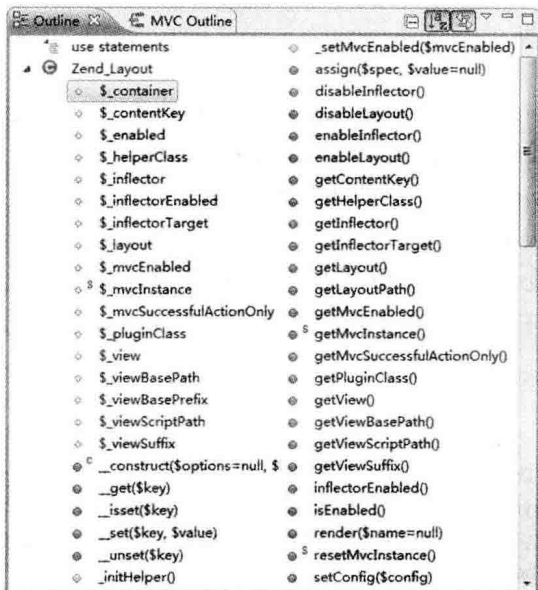 Outline MVC Outline
use statements
Zend_Layout
$_container
$_contentKey
$_enabled
$_helperClass
$_inflector
$_inflectorEnabled
$_inflectorTarget
$_layout
$_mvcEnabled
S $_mvcInstance
$_mvcSuccessfulActionOnly
$_pluginClass
$_view
$_viewBasePath
$_viewBasePrefix
$_viewScriptPath
$_viewSuffix
C __construct($options=null, $
__get($key)
__isset($key)
__set($key, $value)
__unset($key)
_initHelper()
_setMvcEnabled($mvcEnabled)
assign($spec, $value=null)
disableInflector()
disableLayout()
enableInflector()
enableLayout()
getContentKey()
getHelperClass()
getInflector()
getInflectorTarget()
getLayout()
getLayoutPath()
getMvcEnabled()
S getMvcInstance()
getMvcSuccessfulActionOnly()
getPluginClass()
getView()
getViewBasePath()
getViewScriptPath()
getViewSuffix()
inflectorEnabled()
isEnabled()
render($name=null)
S resetMvcInstance()
setConfig($config)